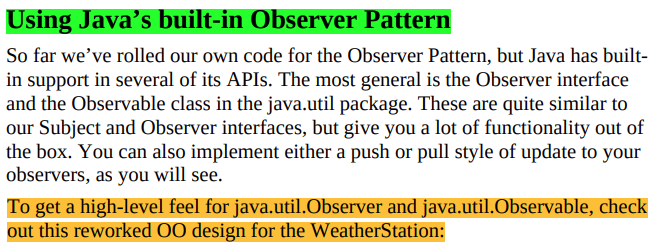 Using Java’s built-in Observer Pattern
So far we’ve rolled our own code for the Observer Pattern, but Java has built-
in support in several of its APIs. The most general is the Observer interface
and the Observable class in the java.util package. These are quite similar to
our Subject and Observer interfaces, but give you a lot of functionality out of
the box. You can also implement either a push or pull style of update to your
observers, as you will see.
To get a high-level feel for java.util.Observer and java.util.Observable, check
out this reworked OO design for the WeatherStation: